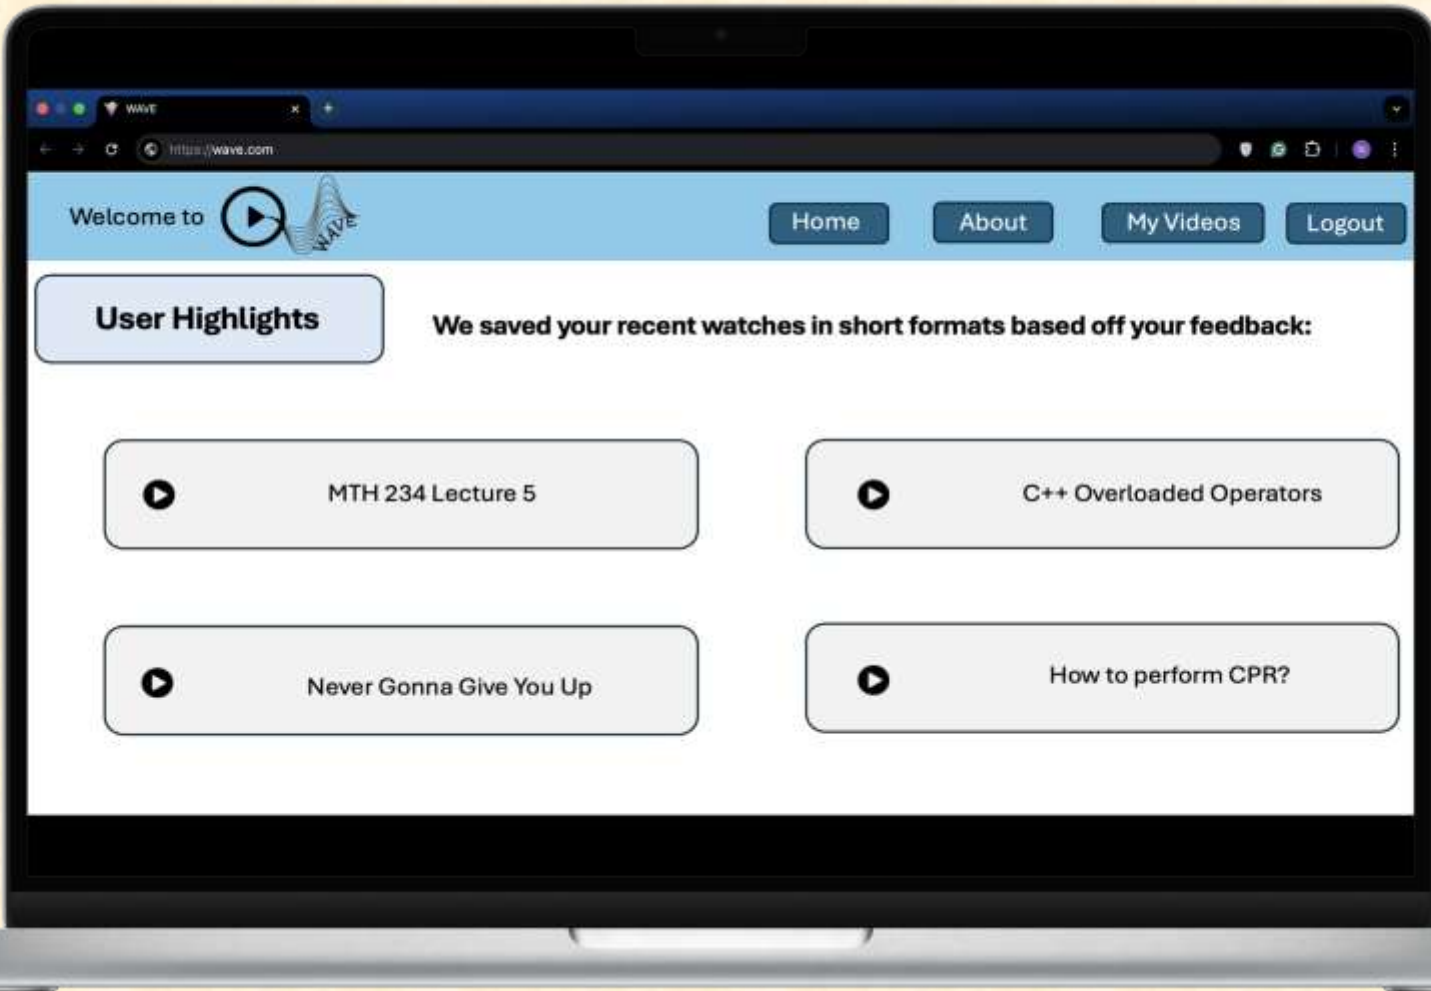 WAVE
https://wave.com
Welcome to
WAVE
Home
About
My Videos
Logout
User Highlights
We saved your recent watches in short formats based off your feedback:
MTH 234 Lecture 5
C++ Overloaded Operators
Never Gonna Give You Up
How to perform CPR?